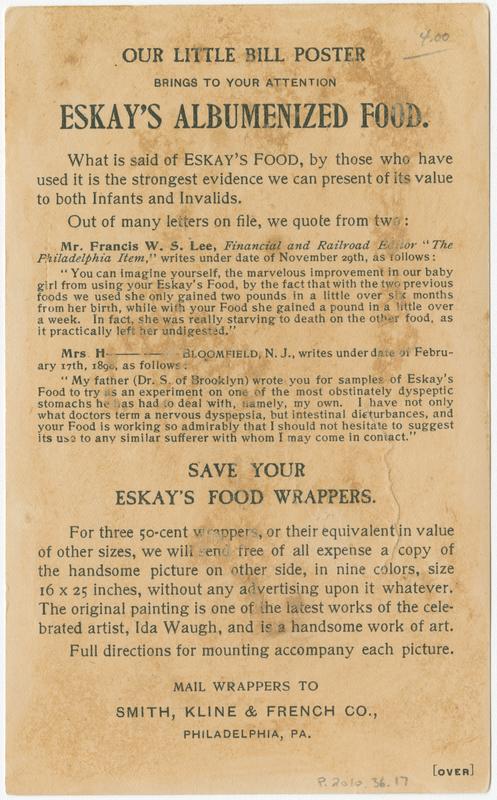 4.00
OUR LITTLE BILL POSTER
BRINGS TO YOUR ATTENTION
ESKAY'S ALBUMENIZED FOOD.
What is said of ESKAY'S FOOD, by those who have
used it is the strongest evidence we can present of its value
to both Infants and Invalids.
Out of many letters on file, we quote from two:
Mr. Francis W. S. Lee, Financial and Railroad Editor "The
Philadelphia Item," writes under date of November 29th, as follows:
"You can imagine yourself, the marvelous improvement in our baby
girl from using your Eskay's Food, by the fact that with the two previous
foods we used she only gained two pounds in a little over six months
from her birth, while with your Food she gained a pound in a little over
a week. In fact, she was really starving to death on the other food, as
it practically left her undigested."
Mrs H———— BLOOMFIELD, N. J., writes under date of Febru-
ary 17th, as follows:
"My father (Dr. S. of Brooklyn) wrote you for samples of Eskay's
Food to try as an experiment on one of the most obstinately dyspeptic
stomachs he has had to deal with, namely, my own. I have not only
what doctors term a nervous dyspepsia, but intestinal disturbances, and
your Food is working so admirably that I should not hesitate to suggest
its use to any similar sufferer with whom I may come in contact."
SAVE YOUR
ESKAY'S FOOD WRAPPERS.
For three 50-cent wrappers, or their equivalent in value
of other sizes, we will send free of all expense a copy of
the handsome picture on other side, in nine colors, size
16 x 25 inches, without any advertising upon it whatever.
The original painting is one of the latest works of the cele-
brated artist, Ida Waugh, and is a handsome work of art.
Full directions for mounting accompany each picture.
MAIL WRAPPERS TO
SMITH, KLINE & FRENCH CO.,
PHILADELPHIA, PA.
[OVER]
P.2010.36.17